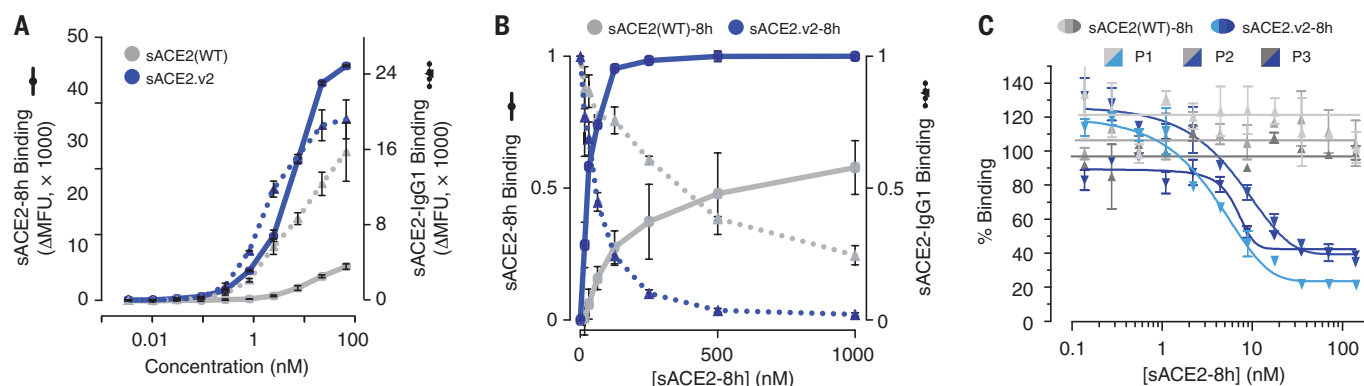 A
50
40
30
20
10
0
sACE2-8h Binding
(ΔMFU, × 1000)
sACE2(WT)
sACE2.v2
24
16
8
0
sACE2-IgG1 Binding
(ΔMFU, × 1000)
0.01
1
100
Concentration (nM)
B
sACE2(WT)-8h
sACE2.v2-8h
1
0.5
0
sACE2-8h Binding
1
0.5
0
sACE2-IgG1 Binding
0
500
1000
[sACE2-8h] (nM)
C
sACE2(WT)-8h
sACE2.v2-8h
P1
P2
P3
140
120
100
80
60
40
20
0
% Binding
0.1
1
10
100
[sACE2-8h] (nM)